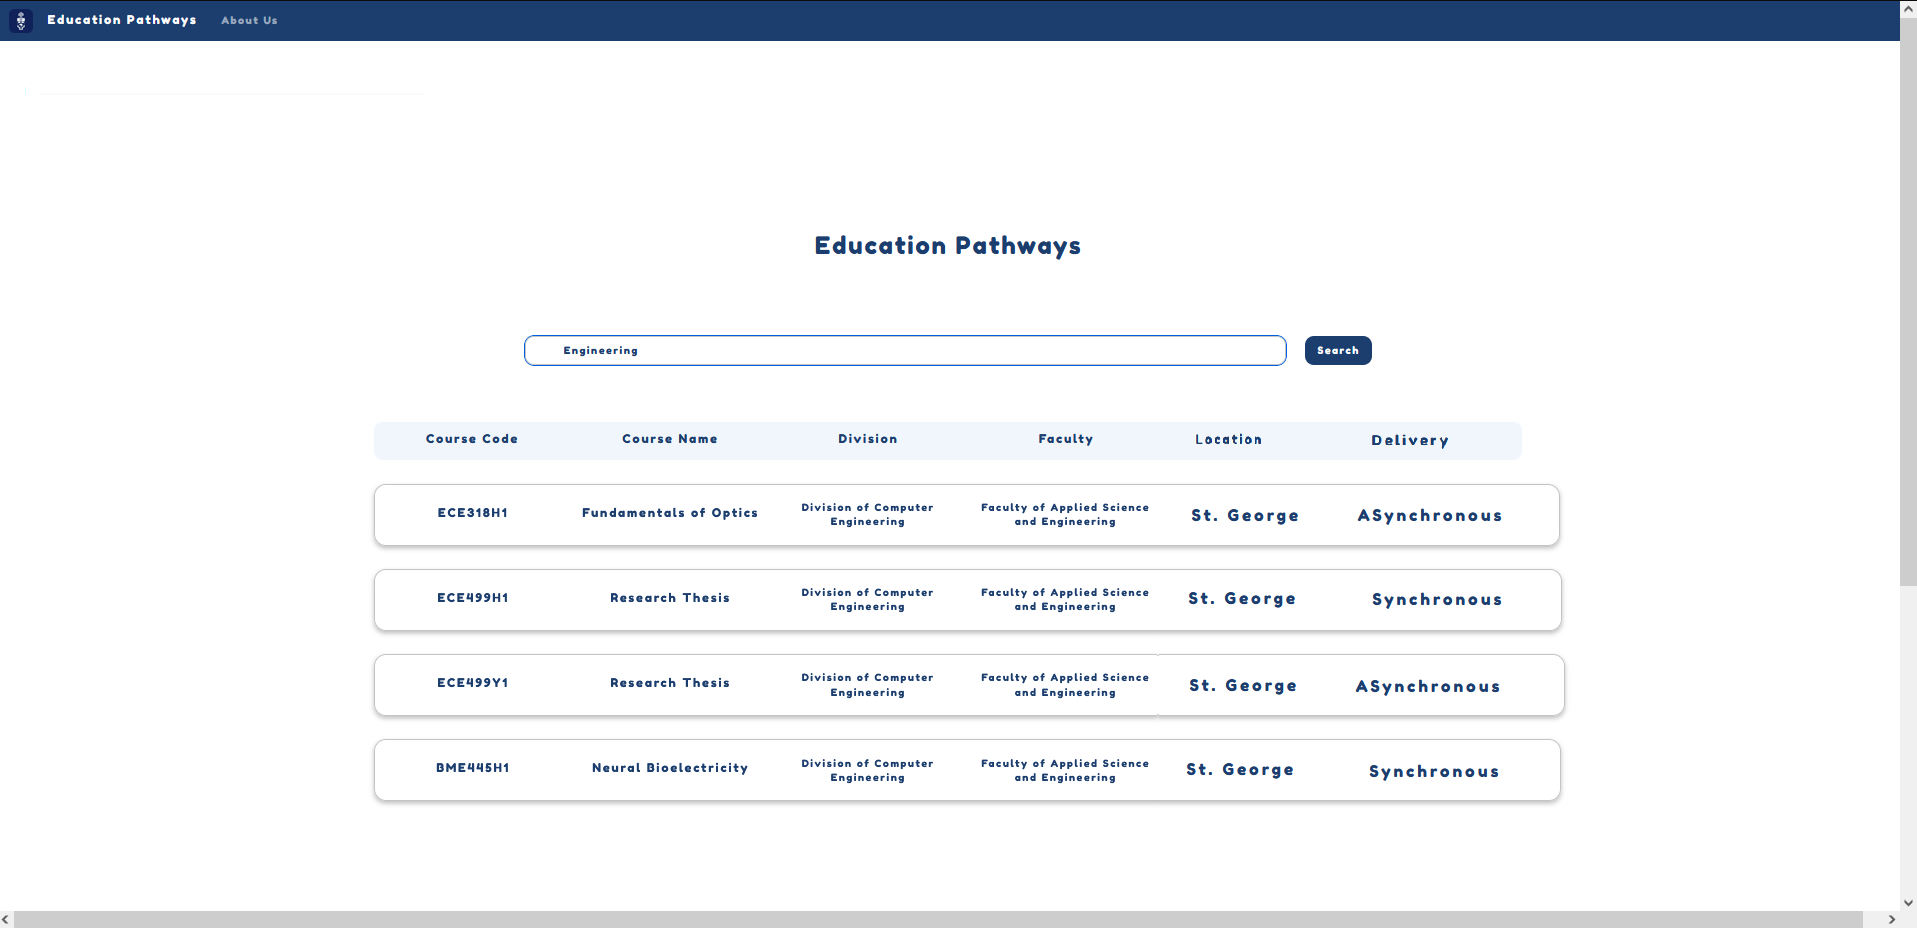 Education Pathways About Us
Education Pathways
Engineering Search
Course Code Course Name Division Faculty Location Delivery
ECE318H1 Fundamentals of Optics Division of Computer Engineering Faculty of Applied Science and Engineering St. George ASynchronous
ECE499H1 Research Thesis Division of Computer Engineering Faculty of Applied Science and Engineering St. George Synchronous
ECE499Y1 Research Thesis Division of Computer Engineering Faculty of Applied Science and Engineering St. George ASynchronous
BME445H1 Neural Bioelectricity Division of Computer Engineering Faculty of Applied Science and Engineering St. George Synchronous